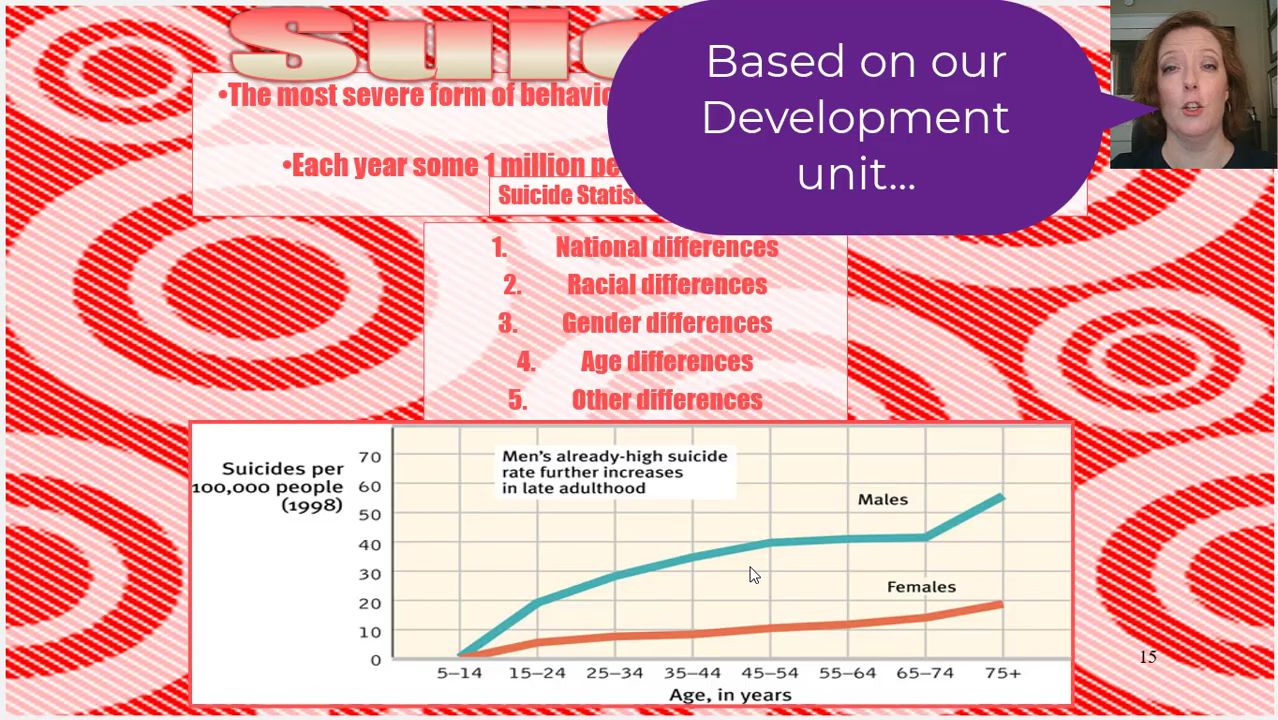 Suic
Based on our
Development
unit...
•The most severe form of behavio
•Each year some 1 million pe
Suicide Statis
1. National differences
2. Racial differences
3. Gender differences
4. Age differences
5. Other differences
Suicides per
100,000 people
(1998)
70
60
50
40
30
20
10
0
Men's already-high suicide
rate further increases
in late adulthood
Males
Females
5–14 15–24 25–34 35–44 45–54 55–64 65–74 75+
Age, in years
15